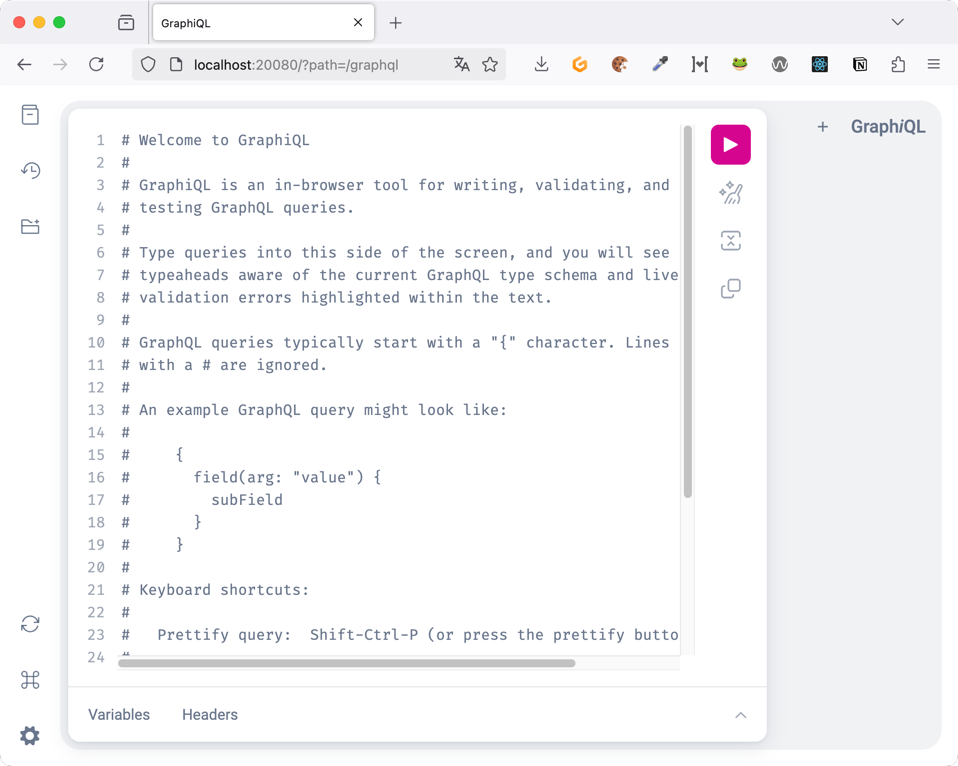 GraphiQL
localhost:20080/?path=/graphql
GraphiQL
1 # Welcome to GraphiQL
2 #
3 # GraphiQL is an in-browser tool for writing, validating, and
4 # testing GraphQL queries.
5 #
6 # Type queries into this side of the screen, and you will see
7 # typeaheads aware of the current GraphQL type schema and live
8 # validation errors highlighted within the text.
9 #
10 # GraphQL queries typically start with a "{" character. Lines
11 # with a # are ignored.
12 #
13 # An example GraphQL query might look like:
14 #
15 #     {
16 #       field(arg: "value") {
17 #         subField
18 #       }
19 #     }
20 #
21 # Keyboard shortcuts:
22 #
23 #   Prettify query:  Shift-Ctrl-P (or press the prettify butto
24 #
Variables Headers